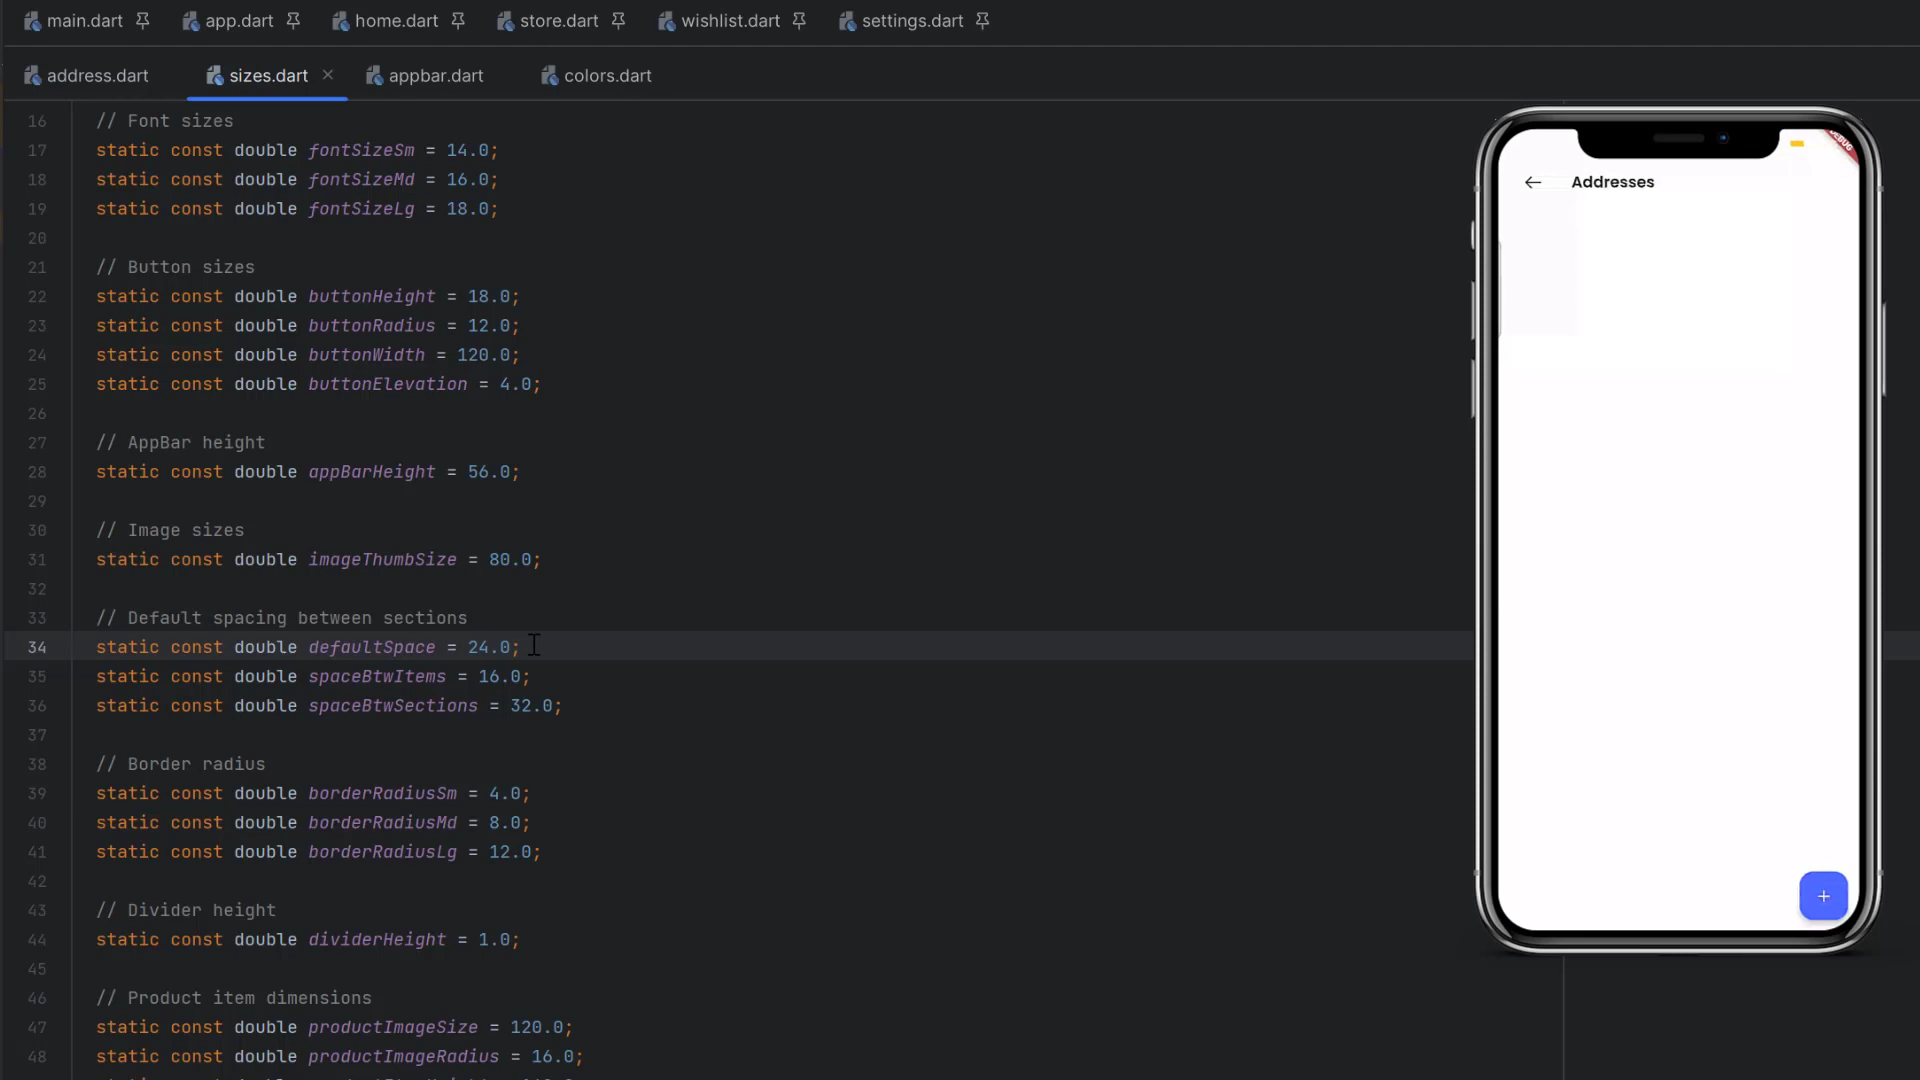 main.dart app.dart home.dart store.dart wishlist.dart settings.dart
address.dart sizes.dart appbar.dart colors.dart
16 // Font sizes
17 static const double fontSizeSm = 14.0;
18 static const double fontSizeMd = 16.0;
19 static const double fontSizeLg = 18.0;
20
21 // Button sizes
22 static const double buttonHeight = 18.0;
23 static const double buttonRadius = 12.0;
24 static const double buttonWidth = 120.0;
25 static const double buttonElevation = 4.0;
26
27 // AppBar height
28 static const double appBarHeight = 56.0;
29
30 // Image sizes
31 static const double imageThumbSize = 80.0;
32
33 // Default spacing between sections
34 static const double defaultSpace = 24.0;
35 static const double spaceBtwItems = 16.0;
36 static const double spaceBtwSections = 32.0;
37
38 // Border radius
39 static const double borderRadiusSm = 4.0;
40 static const double borderRadiusMd = 8.0;
41 static const double borderRadiusLg = 12.0;
42
43 // Divider height
44 static const double dividerHeight = 1.0;
45
46 // Product item dimensions
47 static const double productImageSize = 120.0;
48 static const double productImageRadius = 16.0;
DEBUG
Addresses
+